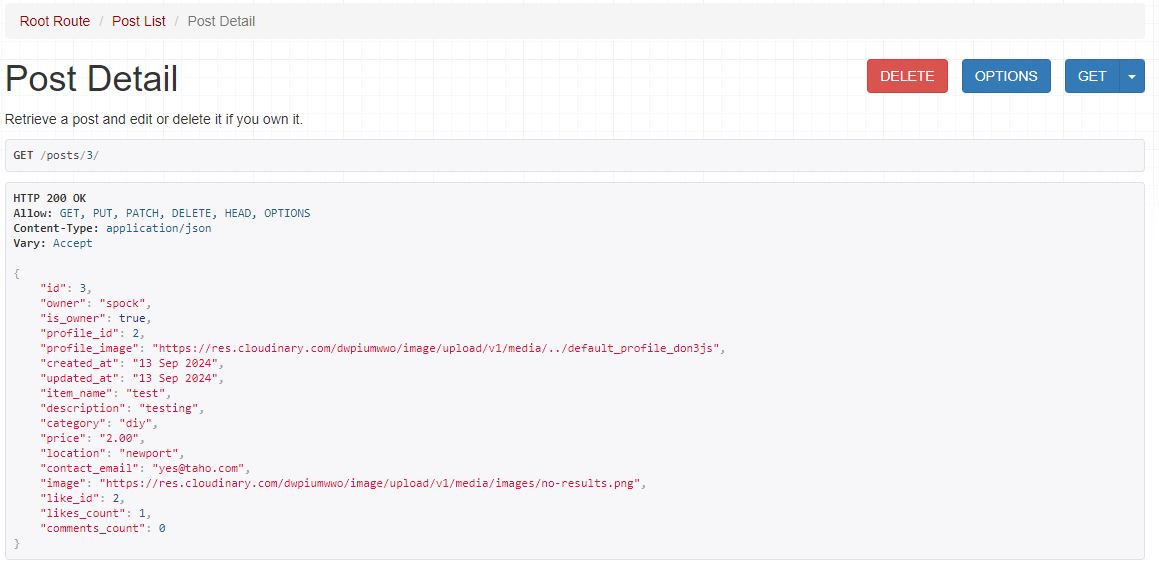 Root Route / Post List / Post Detail
Post Detail
DELETE OPTIONS GET
Retrieve a post and edit or delete it if you own it.
GET /posts/3/
HTTP 200 OK
Allow: GET, PUT, PATCH, DELETE, HEAD, OPTIONS
Content-Type: application/json
Vary: Accept
{
    "id": 3,
    "owner": "spock",
    "is_owner": true,
    "profile_id": 2,
    "profile_image": "https://res.cloudinary.com/dwpiumwwo/image/upload/v1/media/../default_profile_don3js",
    "created_at": "13 Sep 2024",
    "updated_at": "13 Sep 2024",
    "item_name": "test",
    "description": "testing",
    "category": "diy",
    "price": "2.00",
    "location": "newport",
    "contact_email": "yes@taho.com",
    "image": "https://res.cloudinary.com/dwpiumwwo/image/upload/v1/media/images/no-results.png",
    "like_id": 2,
    "likes_count": 1,
    "comments_count": 0
}